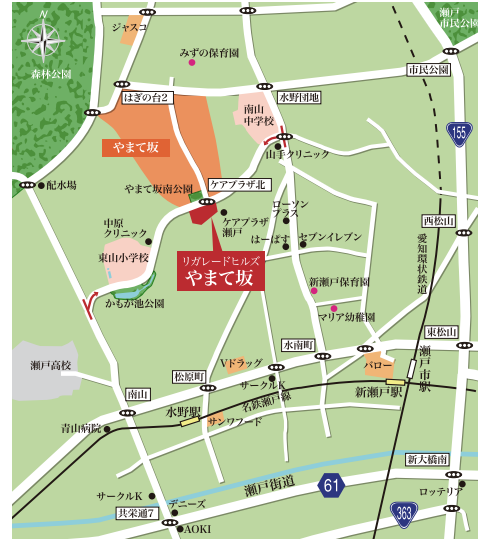 瀬戸
市民公園
ジャスコ
N
みずの保育園
森林公園
市民公園
はぎの台2
水野団地
南山
中学校
155
やまて坂
山手クリニック
配水場
やまて坂南公園
ケアプラザ北
ローソン
プラス
ケアプラザ
瀬戸
西松山
中原
クリニック
はーぱす
セブンイレブン
愛知環状鉄道
東山小学校
リガレードヒルズ
やまて坂
新瀬戸保育園
かもが池公園
マリア幼稚園
東松山
水南町
瀬戸市駅
瀬戸高校
Vドラッグ
バロー
松原町
サークルK
南山
新瀬戸駅
名鉄瀬戸線
水野駅
サンワフード
青山病院
新大橋南
瀬戸街道
61
ロッテリア
サークルK
デニーズ
363
共栄通7
AOKI